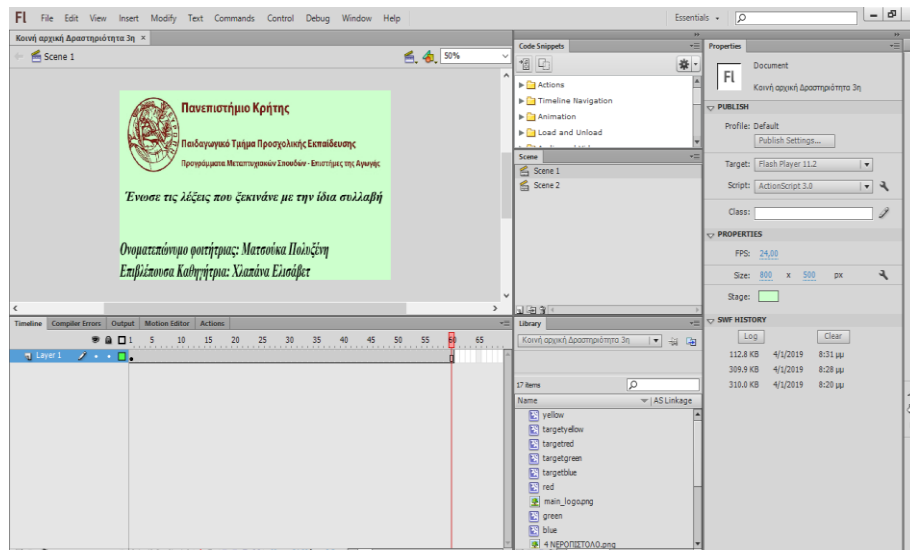 Fl File Edit View Insert Modify Text Commands Control Debug Window Help Essentials
Κοινή αρχική Δραστηριότητα 3η ×
Scene 1 50%
Πανεπιστήμιο Κρήτης
Παιδαγωγικό Τμήμα Προσχολικής Εκπαίδευσης
Προγράμματα Μεταπτυχιακών Σπουδών - Επιστήμες της Αγωγής
Ένωσε τις λέξεις που ξεκινάνε με την ίδια συλλαβή
Ονοματεπώνυμο φοιτήτριας: Ματσούκα Πολυξένη
Επιβλέπουσα Καθηγήτρια: Χλαπάνα Ελισάβετ
Timeline Compiler Errors Output Motion Editor Actions
1 5 10 15 20 25 30 35 40 45 50 55 60 65
Layer 1
Code Snippets
Actions
Timeline Navigation
Animation
Load and Unload
Scene
Scene 1
Scene 2
Library
Κοινή αρχική Δραστηριότητα 3η
17 items
Name AS Linkage
yellow
targetyellow
targetred
targetgreen
targetblue
red
main_logo.png
green
blue
4 ΝΕΡΟΠΙΣΤΟΛΟ.png
Properties
Fl Document
Κοινή αρχική Δραστηριότητα 3η
PUBLISH
Profile: Default
Publish Settings...
Target: Flash Player 11.2
Script: ActionScript 3.0
Class:
PROPERTIES
FPS: 24,00
Size: 800 x 500 px
Stage:
SWF HISTORY
Log Clear
112.8 KB 4/1/2019 8:31 μμ
309.9 KB 4/1/2019 8:28 μμ
310.0 KB 4/1/2019 8:20 μμ